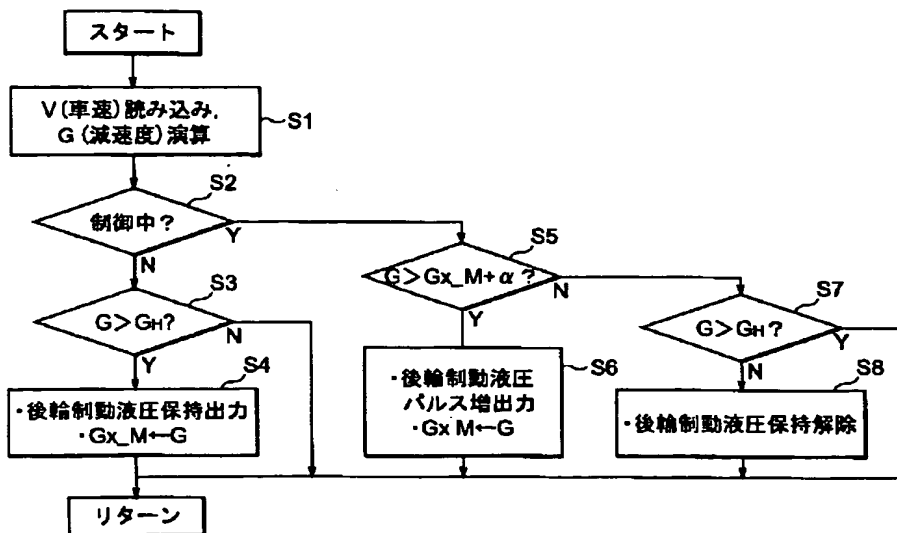 スタート
V(車速)読み込み,
G(減速度)演算
S1
制御中?
S2
Y
N
G>GH?
S3
N
Y
・後輪制動液圧保持出力
・Gx_M←G
S4
G>Gx_M+α?
S5
N
Y
・後輪制動液圧
パルス増出力
・Gx M←G
S6
G>GH?
S7
Y
N
・後輪制動液圧保持解除
S8
リターン